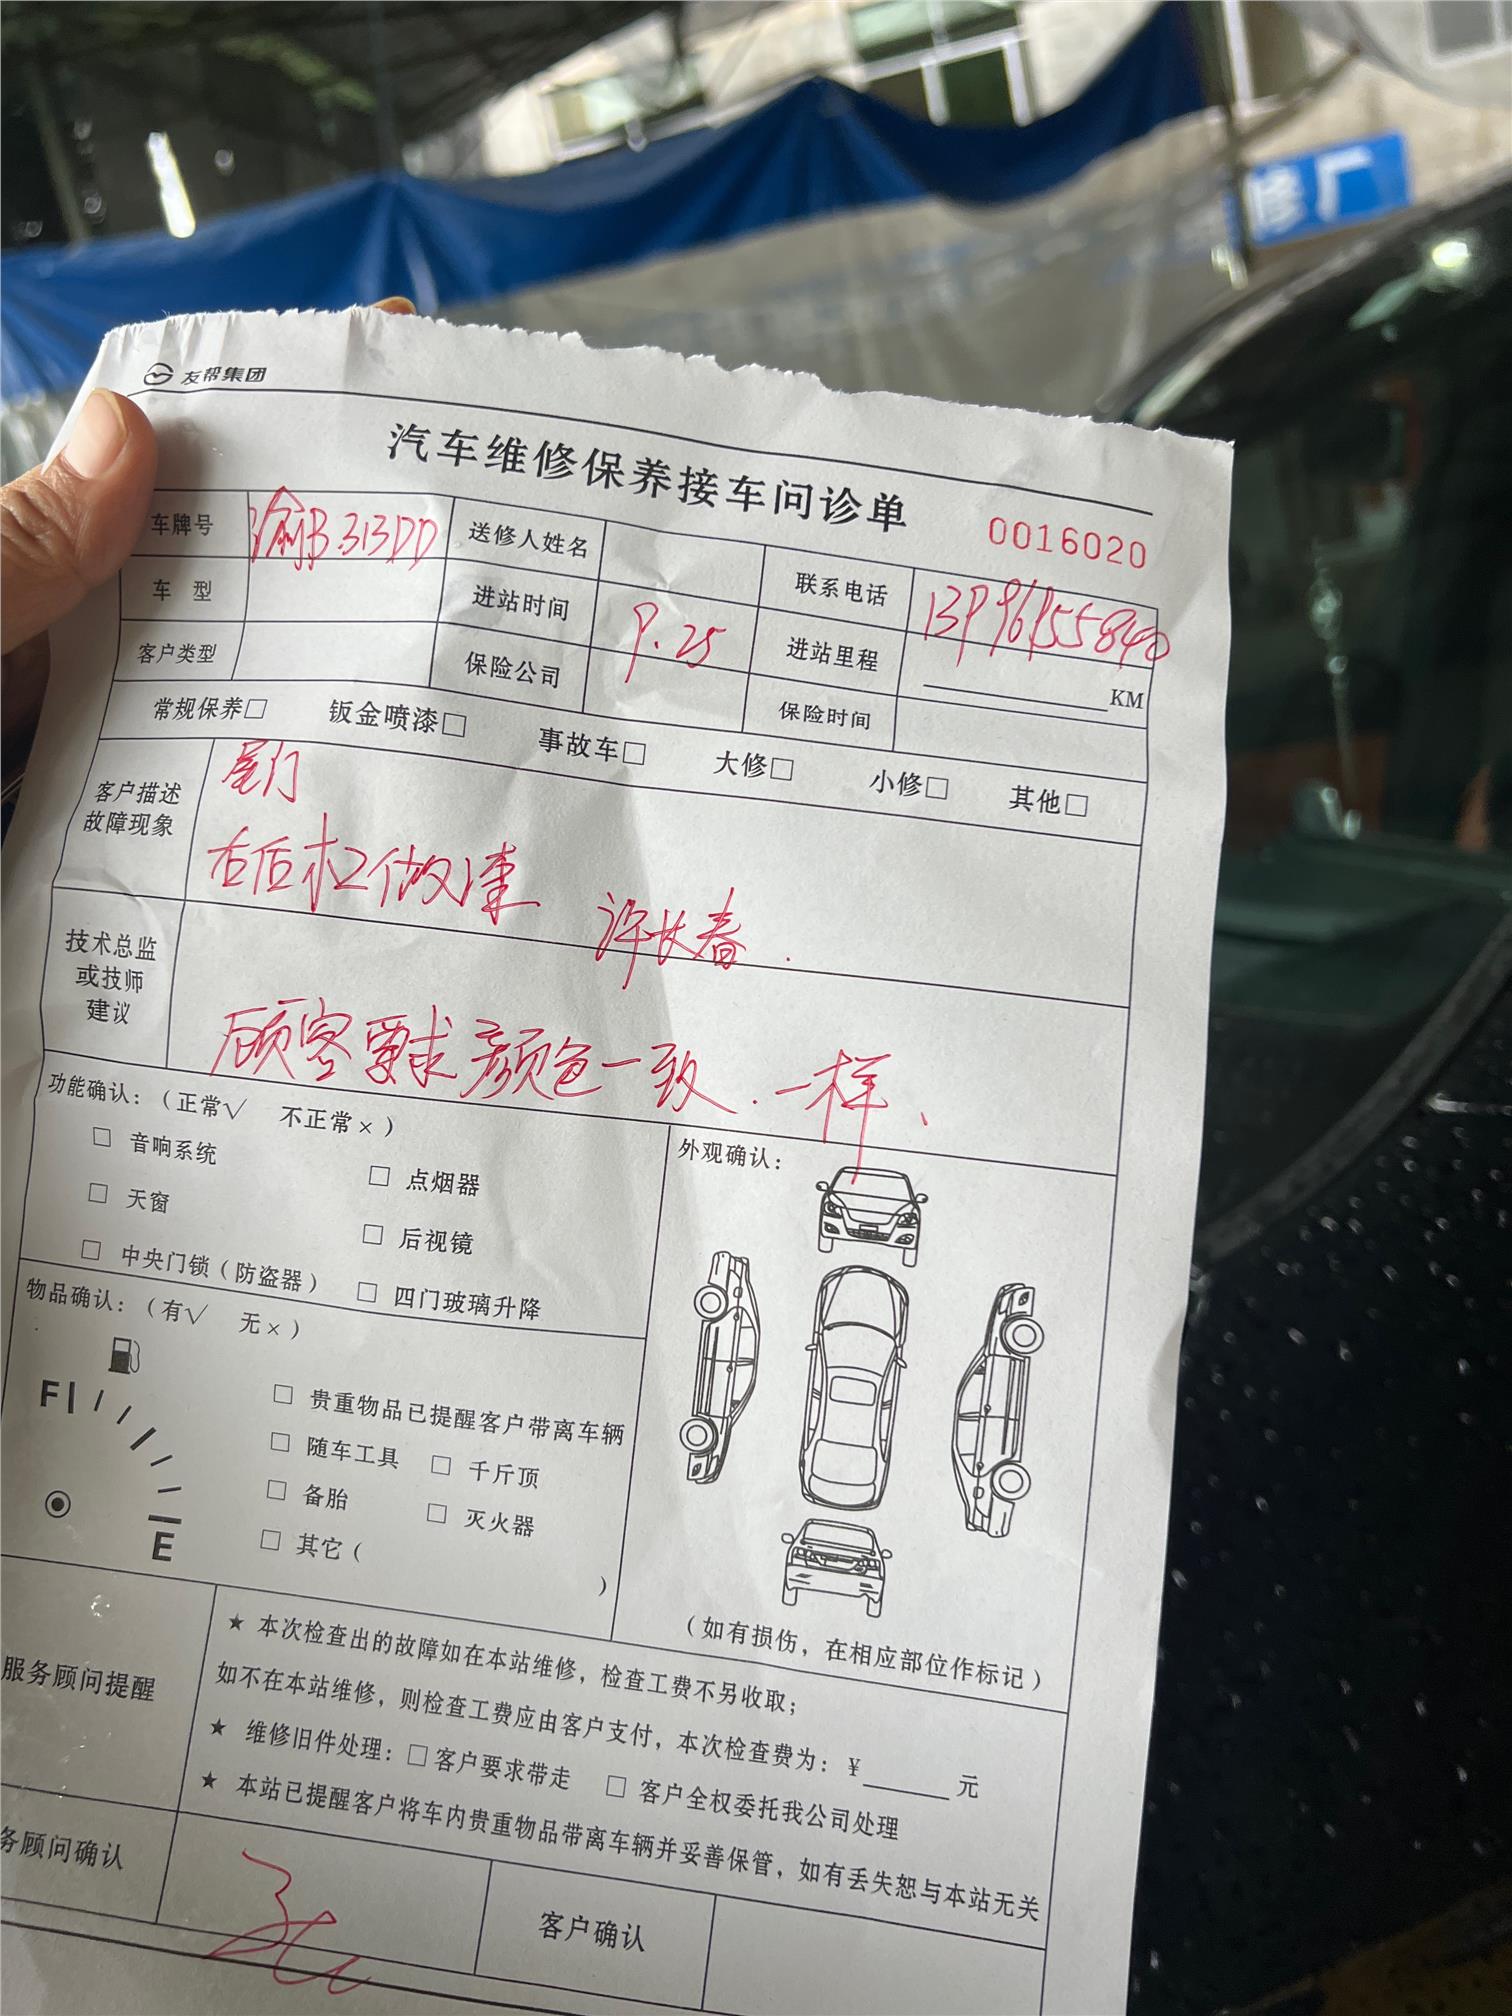 修厂
友帮集团
汽车维修保养接车问诊单
0016020
车牌号 渝B313DD 送修人姓名 联系电话 13996955840
车 型 进站时间 9.25 进站里程 KM
客户类型 保险公司 保险时间
常规保养□ 钣金喷漆□ 事故车□ 大修□ 小修□ 其他□
客户描述
故障现象
尾门
右后杠做漆 许长春.
技术总监
或技师
建议
顾客要求颜色一致.一样、
功能确认:(正常√ 不正常×)
□ 音响系统 □ 点烟器
□ 天窗 □ 后视镜
□ 中央门锁(防盗器) □ 四门玻璃升降
外观确认:
物品确认:(有√ 无×)
F
E
□ 贵重物品已提醒客户带离车辆
□ 随车工具 □ 千斤顶
□ 备胎 □ 灭火器
□ 其它( )
(如有损伤，在相应部位作标记)
服务顾问提醒
★ 本次检查出的故障如在本站维修，检查工费不另收取；
如不在本站维修，则检查工费应由客户支付，本次检查费为：¥ 元
★ 维修旧件处理：□客户要求带走 □ 客户全权委托我公司处理
★ 本站已提醒客户将车内贵重物品带离车辆并妥善保管，如有丢失恕与本站无关
务顾问确认 客户确认